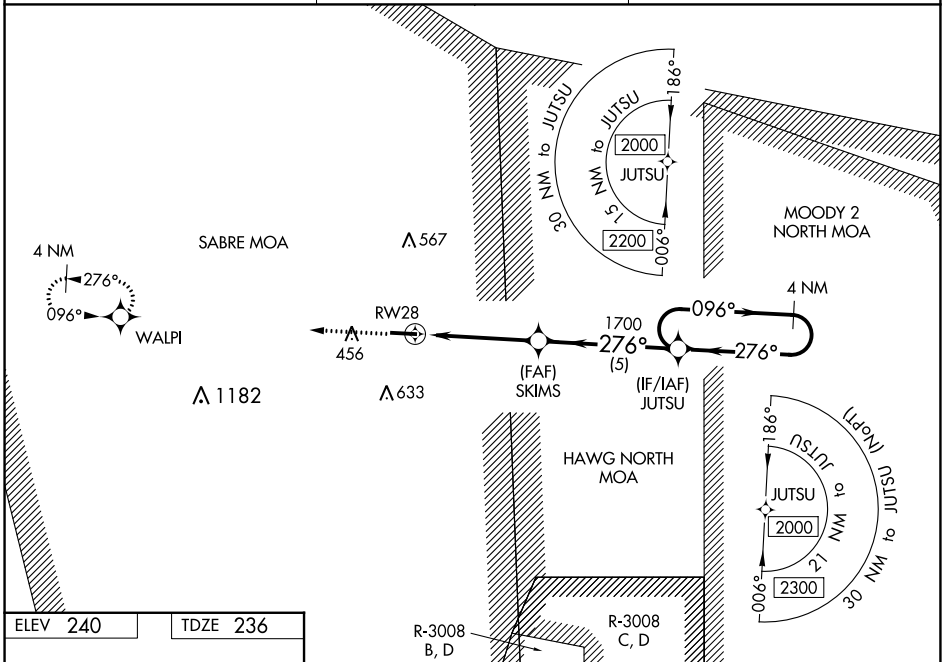 30 NM to JUTSU
15 NM to JUTSU
186°
2000
JUTSU
2200
006°
MOODY 2
NORTH MOA
SABRE MOA
567
4 NM
276°
096°
WALPI
RW28
456
1700
276°
(5)
(FAF)
SKIMS
(IF/IAF)
JUTSU
096°
4 NM
276°
1182
633
HAWG NORTH
MOA
186°
JUTSU
2000
2300
006°
21 NM to JUTSU
30 NM to JUTSU (NoPT)
ELEV 240
TDZE 236
R-3008
B, D
R-3008
C, D